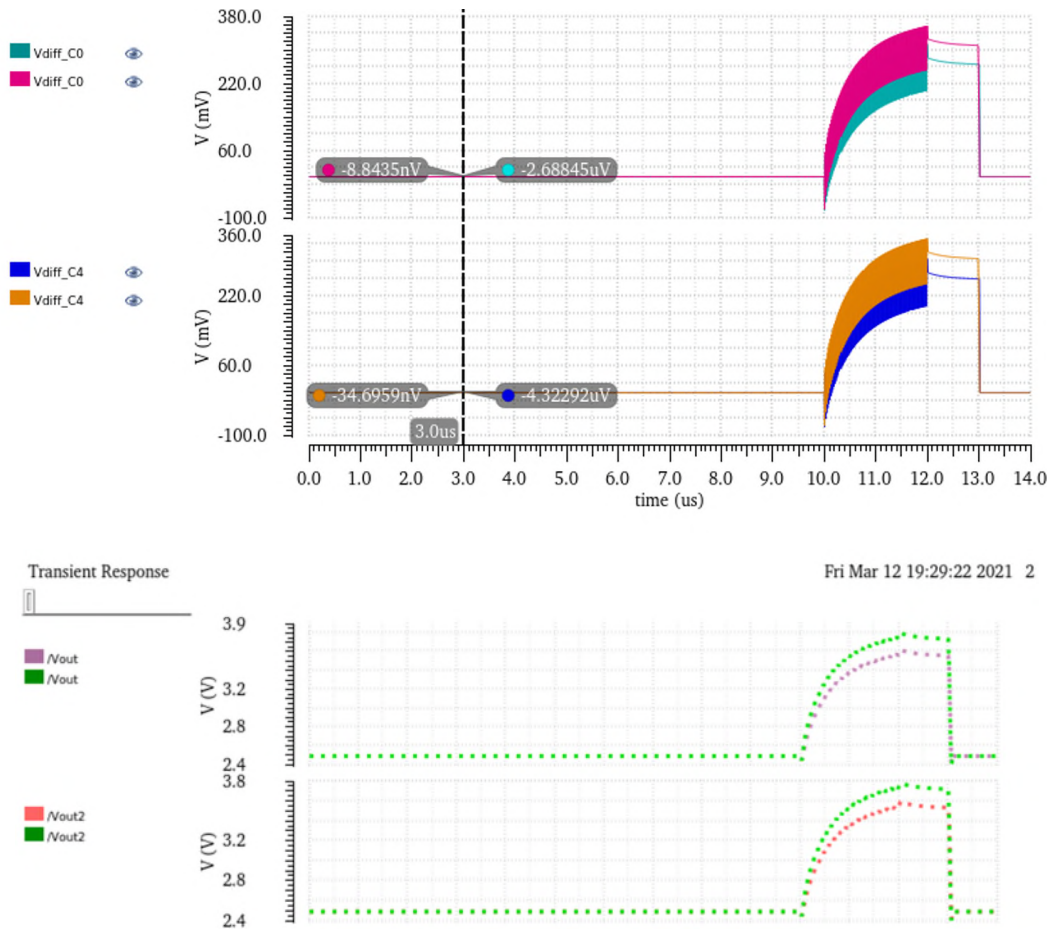 380.0
Vdiff_C0
Vdiff_C0
220.0
V (mV)
60.0
-8.8435nV
-2.68845uV
-100.0
360.0
Vdiff_C4
Vdiff_C4
220.0
V (mV)
60.0
-34.6959nV
-4.32292uV
3.0us
-100.0
0.0 1.0 2.0 3.0 4.0 5.0 6.0 7.0 8.0 9.0 10.0 11.0 12.0 13.0 14.0
time (us)
Transient Response
Fri Mar 12 19:29:22 2021 2
3.9
/Vout
/Vout
3.2
V (V)
2.8
2.4
3.8
/Vout2
/Vout2
3.2
V (V)
2.8
2.4